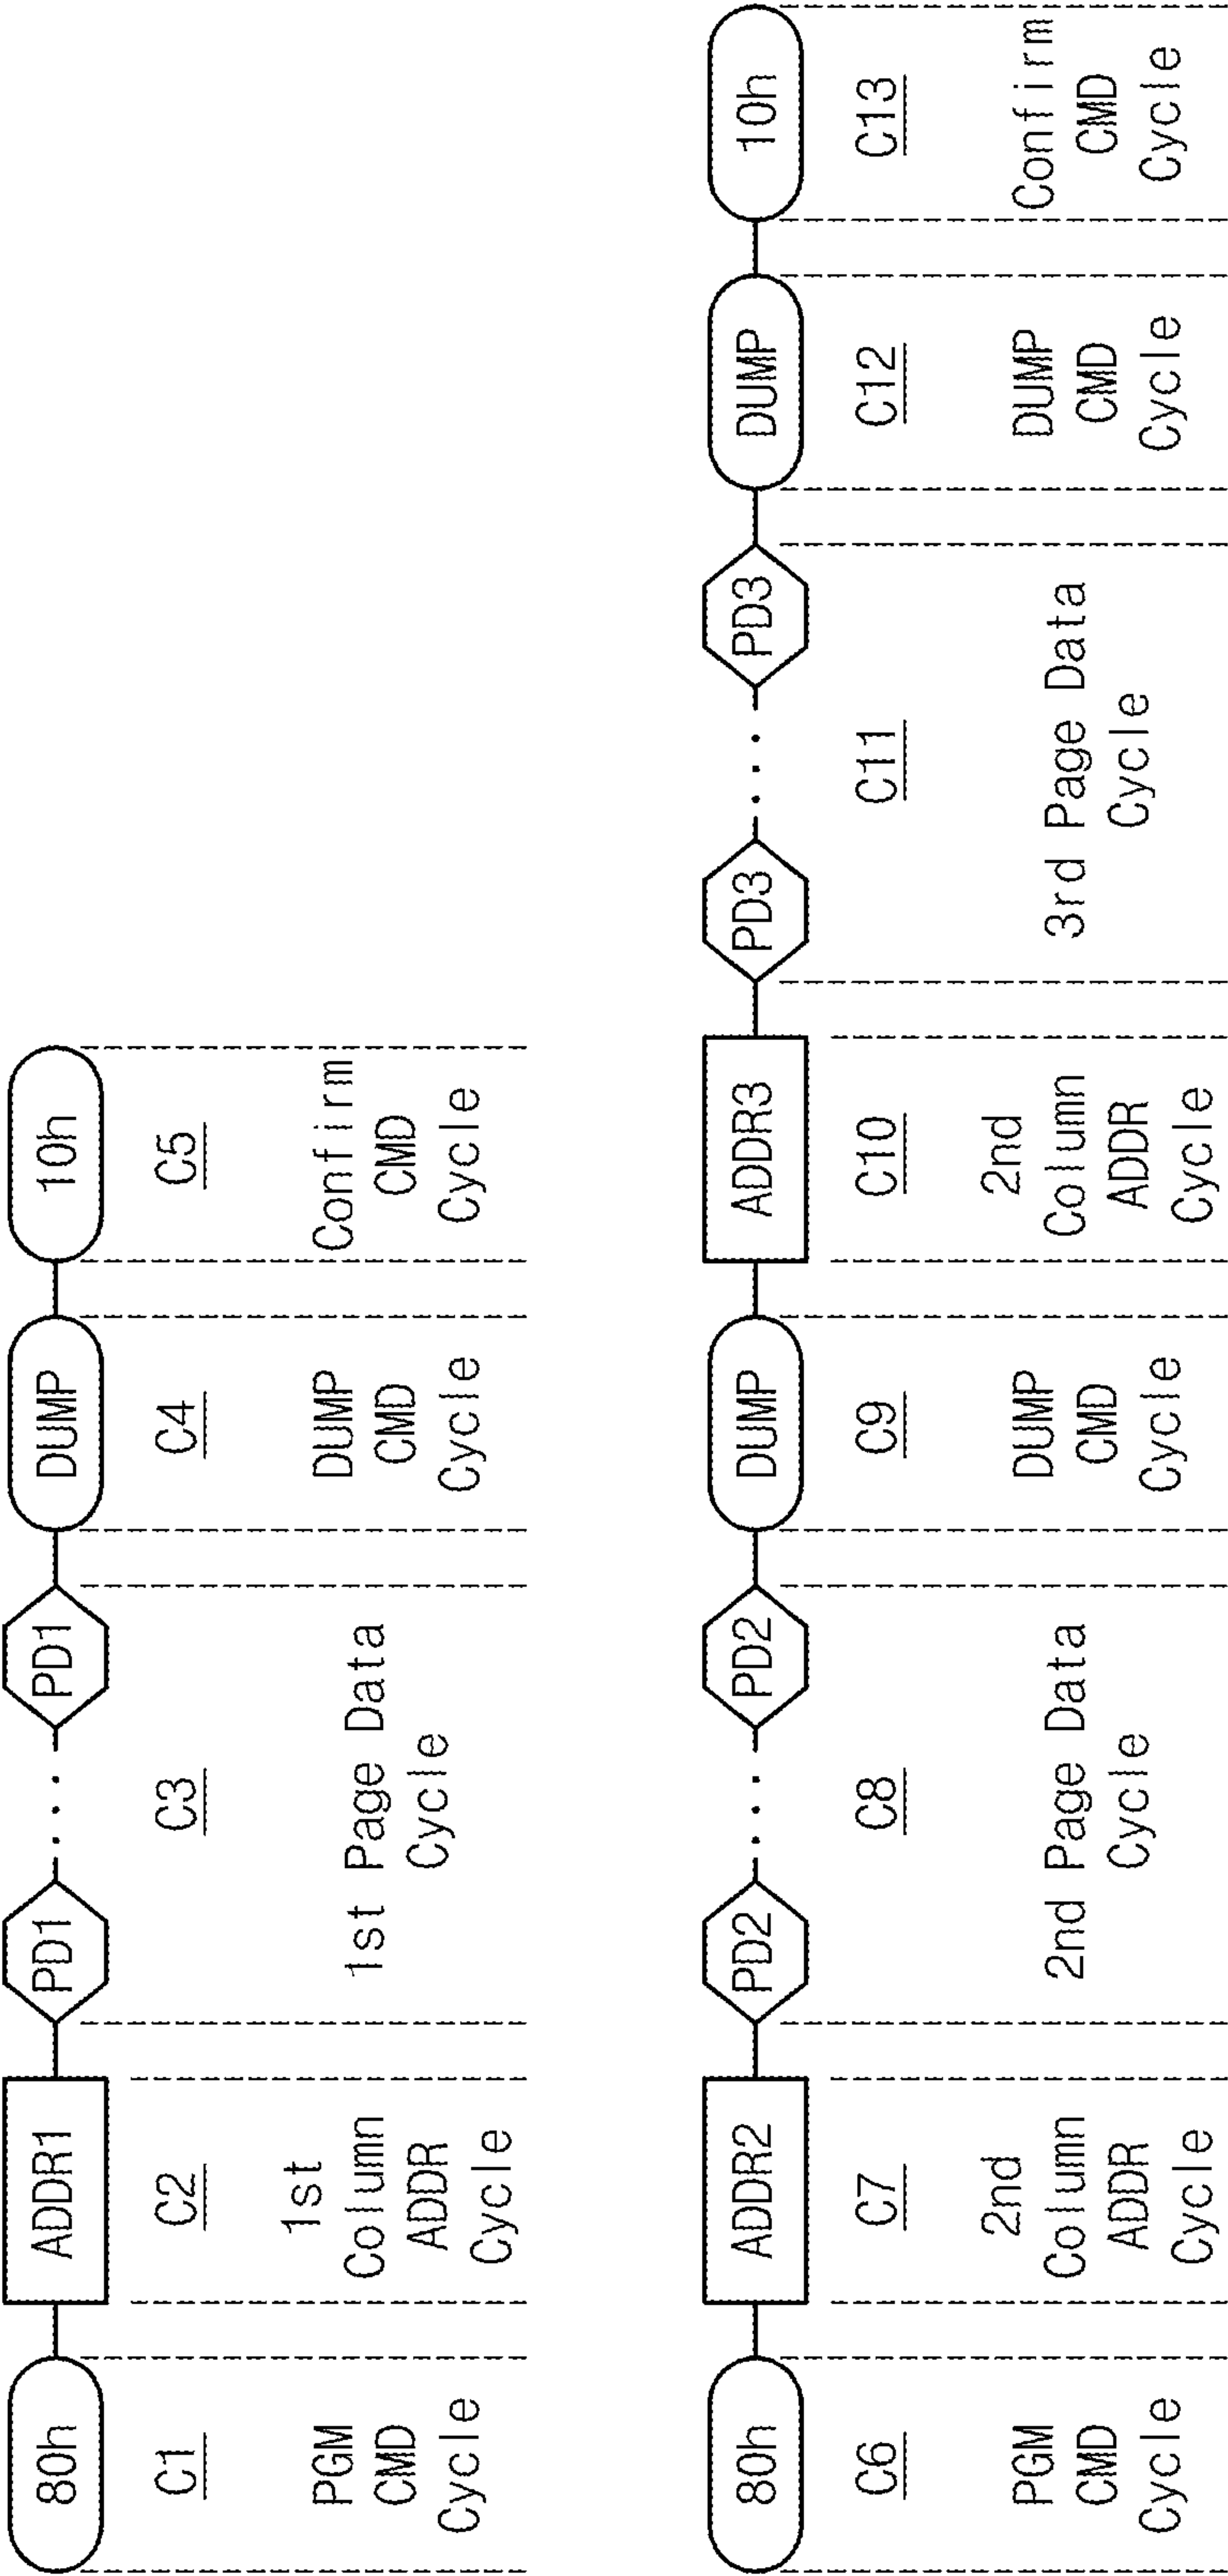 80h ADDR1 PD1 ... PD1 DUMP 10h
C1 C2 C3 C4 C5
PGM
CMD
Cycle
1st
Column
ADDR
Cycle
1st Page Data
Cycle
DUMP
CMD
Cycle
Confirm
CMD
Cycle
80h ADDR2 PD2 ... PD2 DUMP ADDR3 PD3 ... PD3 DUMP 10h
C6 C7 C8 C9 C10 C11 C12 C13
PGM
CMD
Cycle
2nd
Column
ADDR
Cycle
2nd Page Data
Cycle
DUMP
CMD
Cycle
2nd
Column
ADDR
Cycle
3rd Page Data
Cycle
DUMP
CMD
Cycle
Confirm
CMD
Cycle